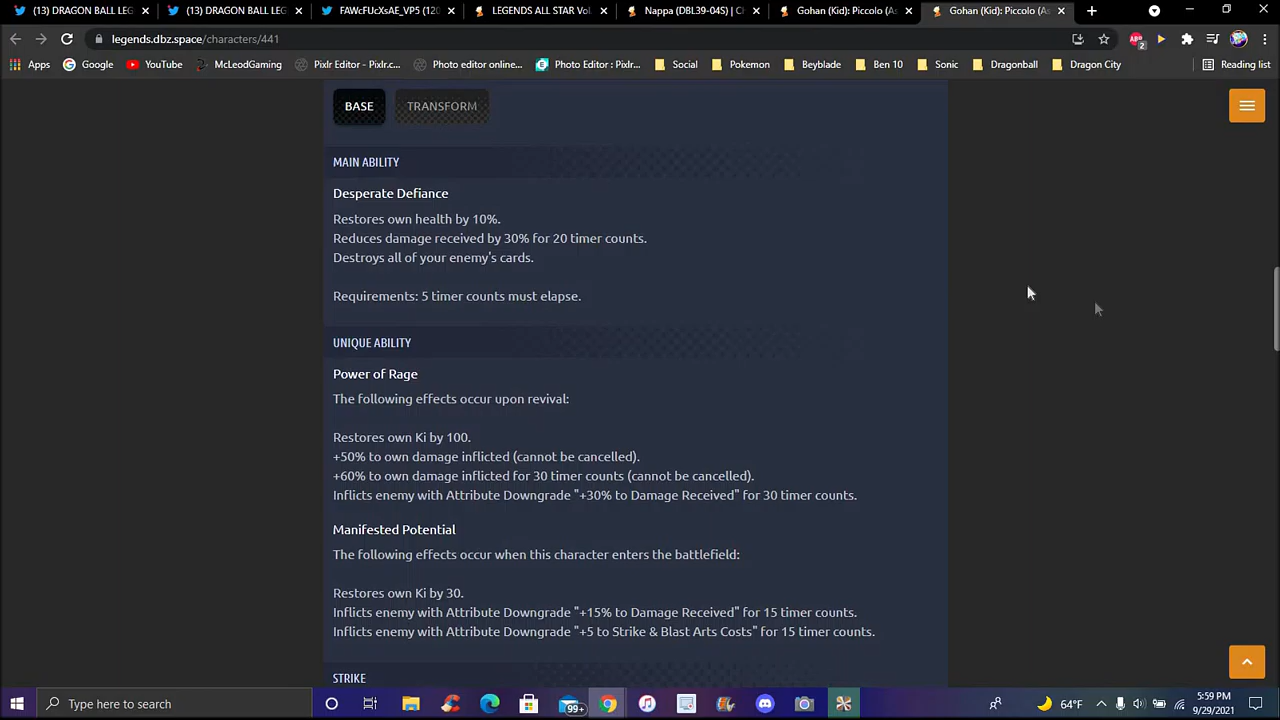 (13) DRAGON BALL LEG
(13) DRAGON BALL LEG
FAWcFUcXsAE_VP5 (120
LEGENDS ALL STAR Vol.
Nappa (DBL39-04S) | Ch
Gohan (Kid): Piccolo (As
Gohan (Kid): Piccolo (As
legends.dbz.space/characters/441
ABP
2
Apps
Google
YouTube
McLeodGaming
Pixlr Editor - Pixlr.c...
Photo editor online...
Photo Editor : Pixlr...
Social
Pokemon
Beyblade
Ben 10
Sonic
Dragonball
Dragon City
Reading list
BASE
TRANSFORM
MAIN ABILITY
Desperate Defiance
Restores own health by 10%.
Reduces damage received by 30% for 20 timer counts.
Destroys all of your enemy's cards.
Requirements: 5 timer counts must elapse.
UNIQUE ABILITY
Power of Rage
The following effects occur upon revival:
Restores own Ki by 100.
+50% to own damage inflicted (cannot be cancelled).
+60% to own damage inflicted for 30 timer counts (cannot be cancelled).
Inflicts enemy with Attribute Downgrade "+30% to Damage Received" for 30 timer counts.
Manifested Potential
The following effects occur when this character enters the battlefield:
Restores own Ki by 30.
Inflicts enemy with Attribute Downgrade "+15% to Damage Received" for 15 timer counts.
Inflicts enemy with Attribute Downgrade "+5 to Strike & Blast Arts Costs" for 15 timer counts.
STRIKE
Type here to search
99+
64°F
5:59 PM
9/29/2021